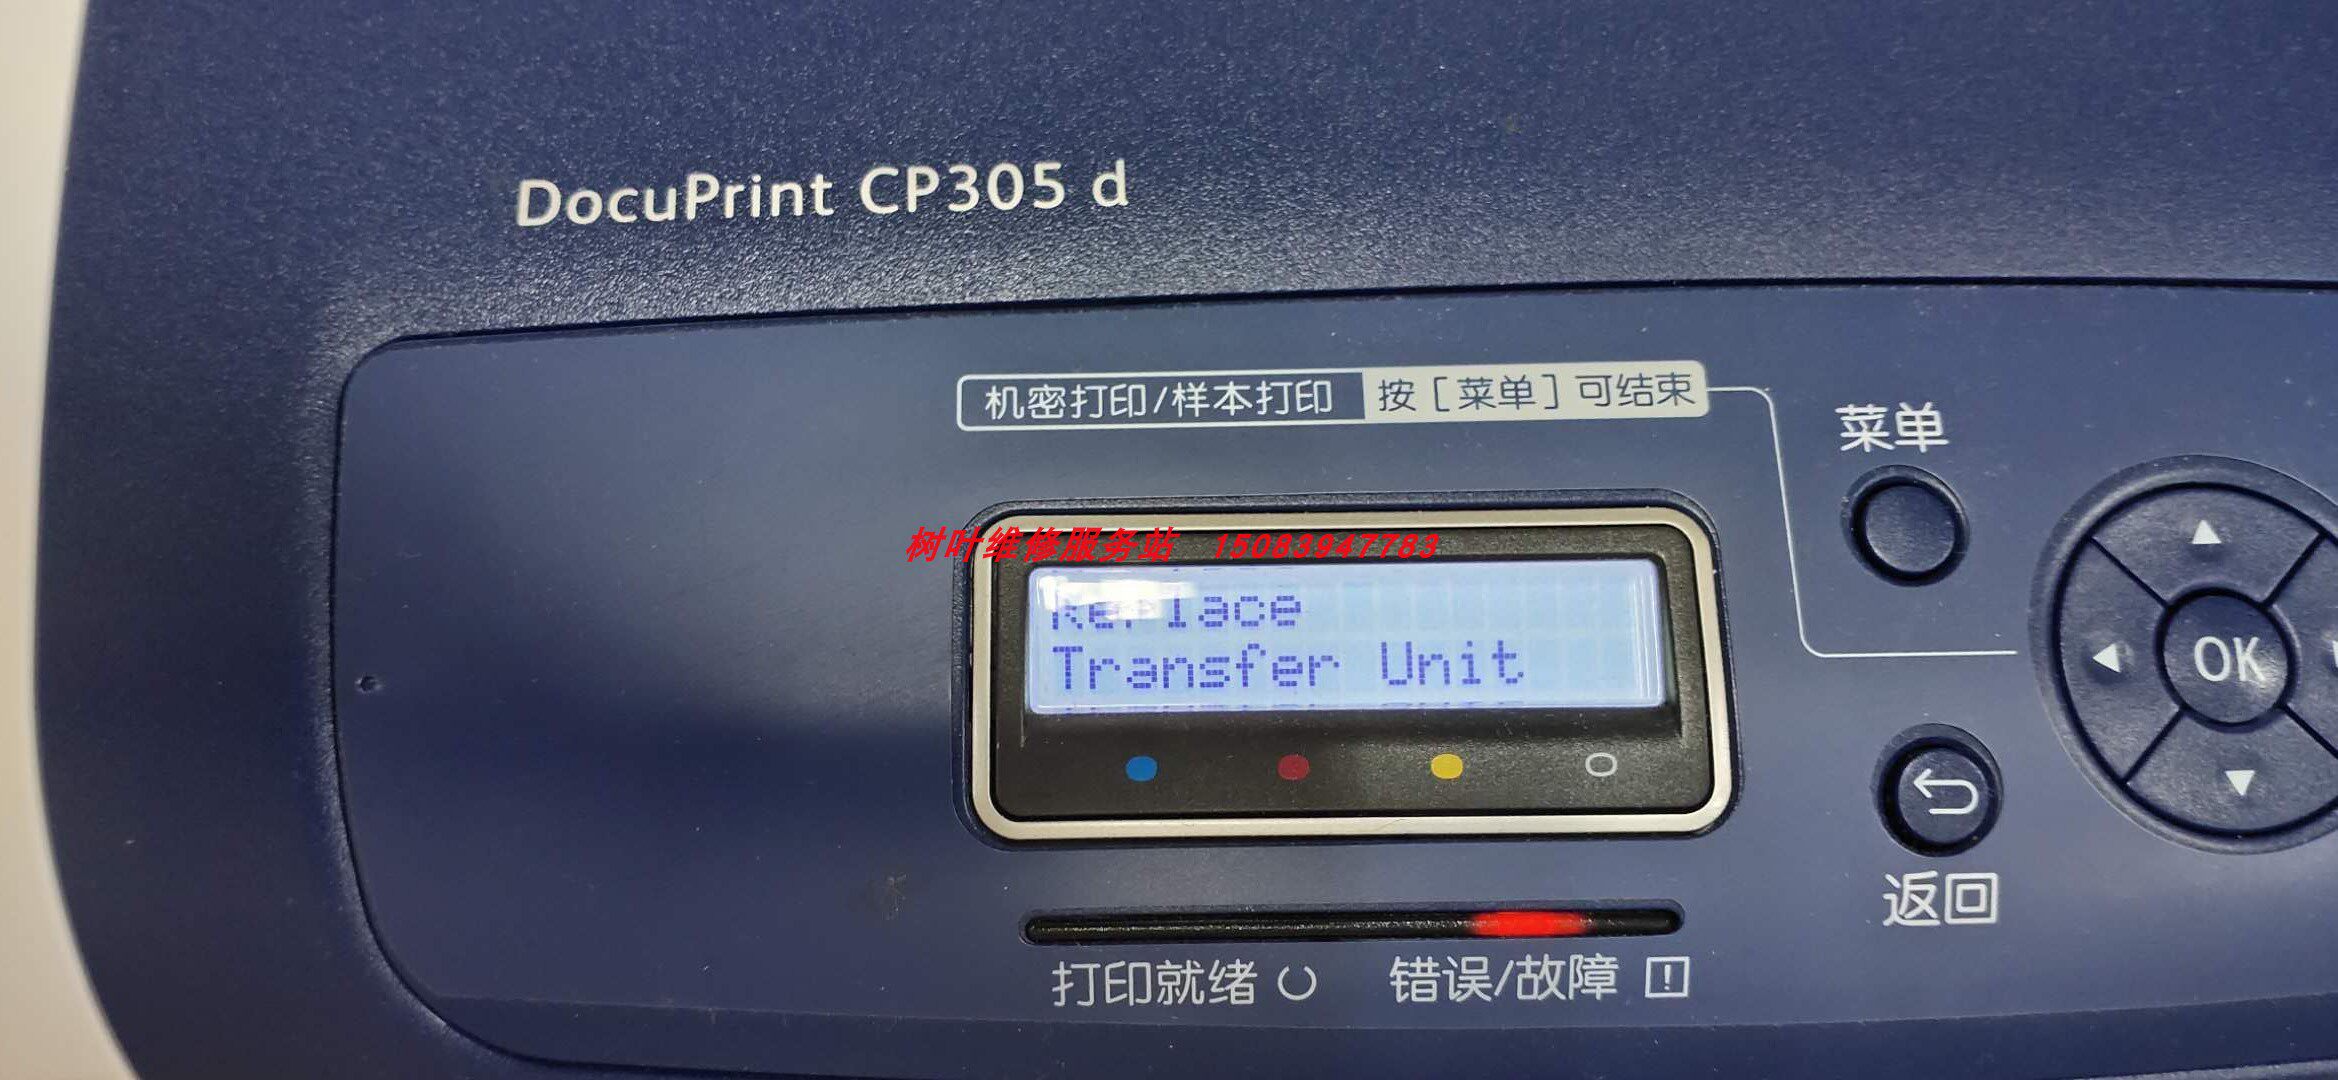 DocuPrint CP305 d
机密打印/样本打印 按［菜单］可结束
菜单
树叶维修服务站 15083947783
Replace
Transfer Unit
OK
返回
打印就绪 错误/故障